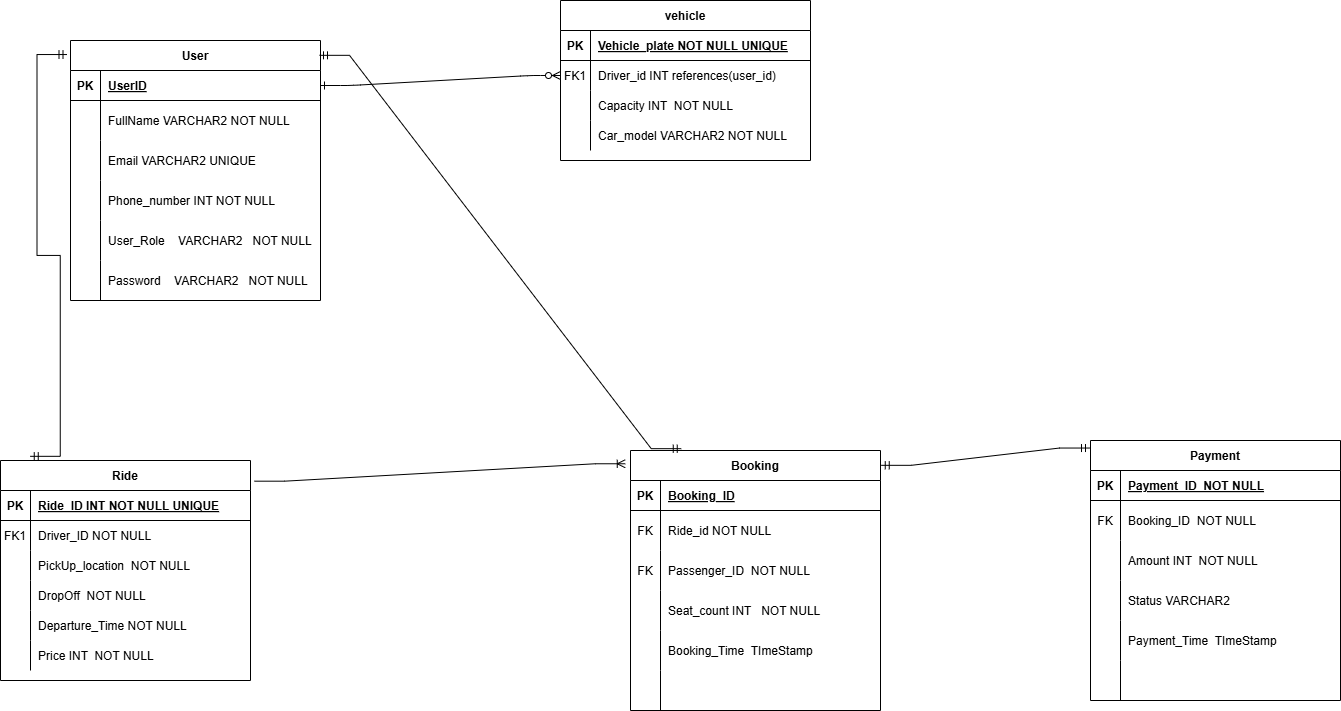 User
PK UserID
FullName VARCHAR2 NOT NULL
Email VARCHAR2 UNIQUE
Phone_number INT NOT NULL
User_Role VARCHAR2 NOT NULL
Password VARCHAR2 NOT NULL
vehicle
PK Vehicle_plate NOT NULL UNIQUE
FK1 Driver_id INT references(user_id)
Capacity INT NOT NULL
Car_model VARCHAR2 NOT NULL
Ride
PK Ride_ID INT NOT NULL UNIQUE
FK1 Driver_ID NOT NULL
PickUp_location NOT NULL
DropOff NOT NULL
Departure_Time NOT NULL
Price INT NOT NULL
Booking
PK Booking_ID
FK Ride_id NOT NULL
FK Passenger_ID NOT NULL
Seat_count INT NOT NULL
Booking_Time TImeStamp
Payment
PK Payment_ID NOT NULL
FK Booking_ID NOT NULL
Amount INT NOT NULL
Status VARCHAR2
Payment_Time TImeStamp